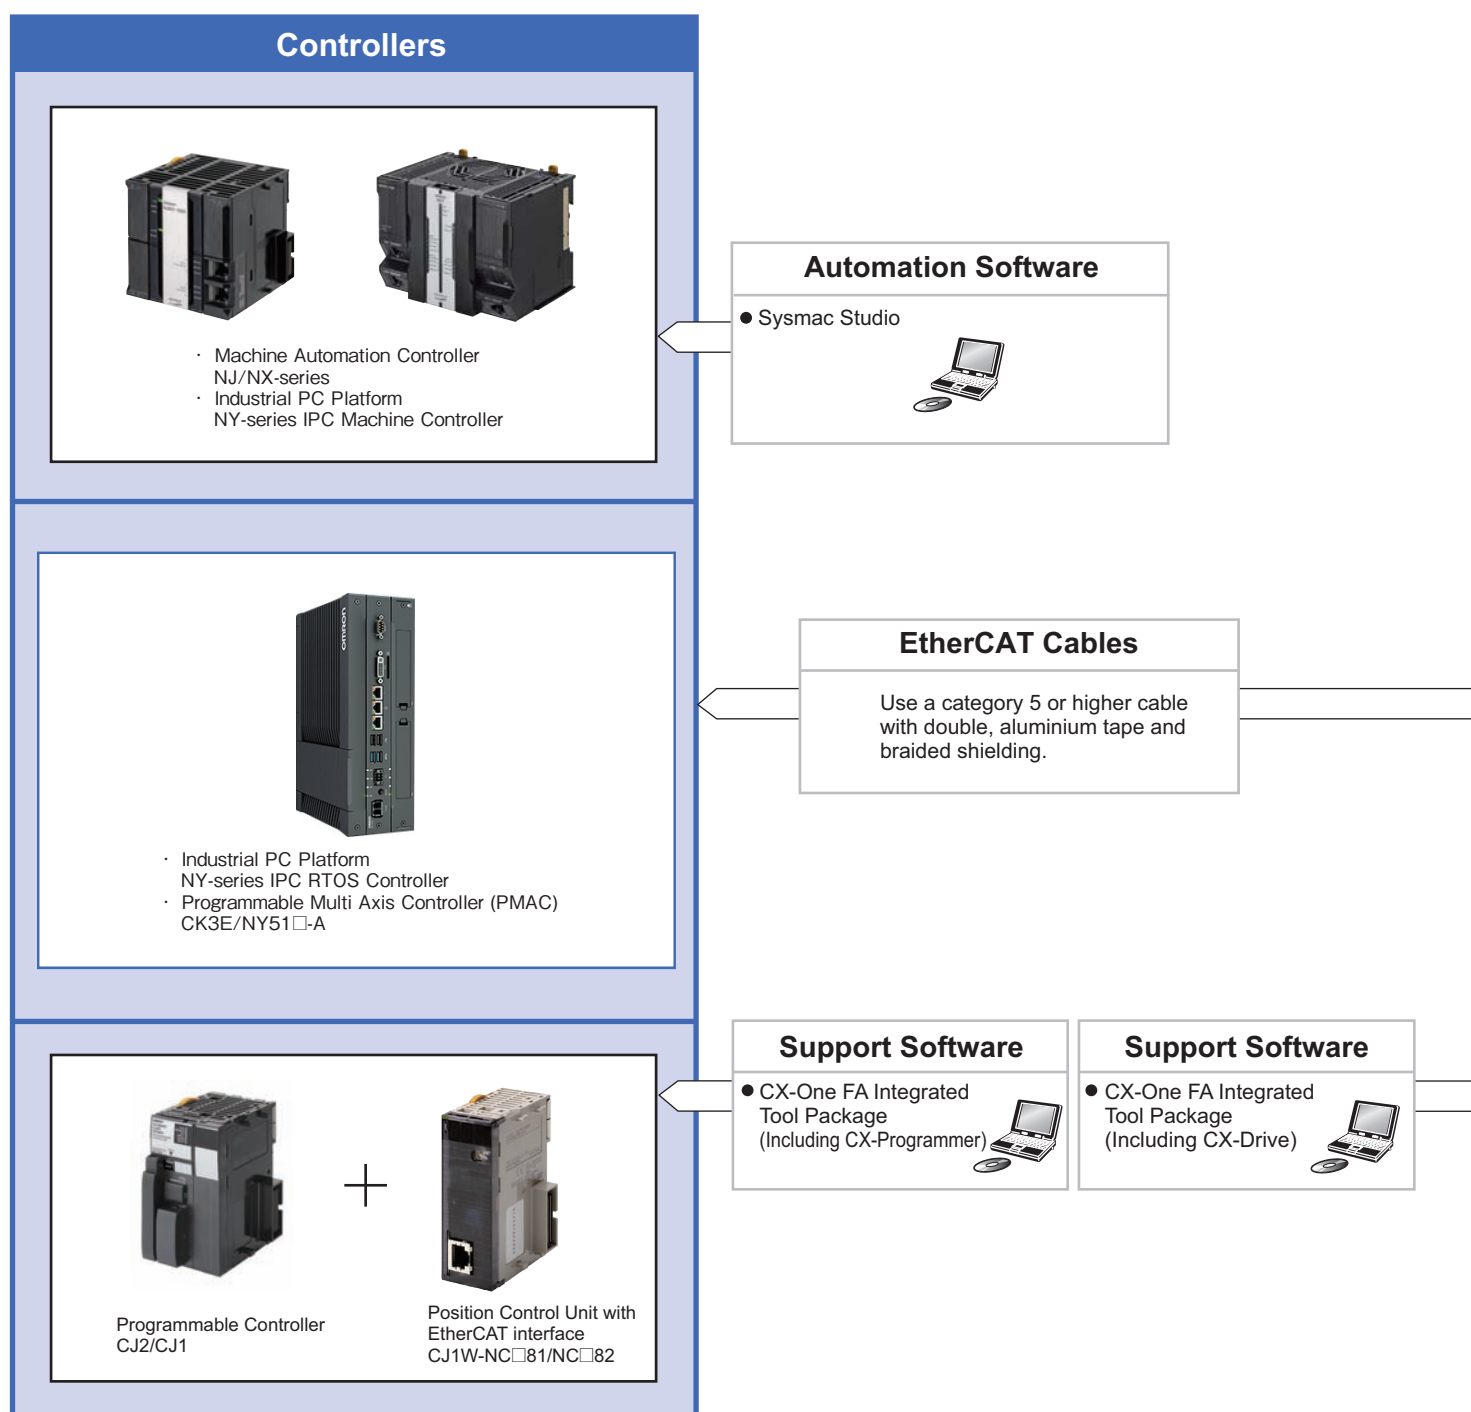 Controllers
· Machine Automation Controller
NJ/NX-series
· Industrial PC Platform
NY-series IPC Machine Controller
Automation Software
● Sysmac Studio
omron
· Industrial PC Platform
NY-series IPC RTOS Controller
· Programmable Multi Axis Controller (PMAC)
CK3E/NY51□-A
EtherCAT Cables
Use a category 5 or higher cable
with double, aluminium tape and
braided shielding.
Support Software
● CX-One FA Integrated
Tool Package
(Including CX-Programmer)
Support Software
● CX-One FA Integrated
Tool Package
(Including CX-Drive)
Programmable Controller
CJ2/CJ1
Position Control Unit with
EtherCAT interface
CJ1W-NC□81/NC□82